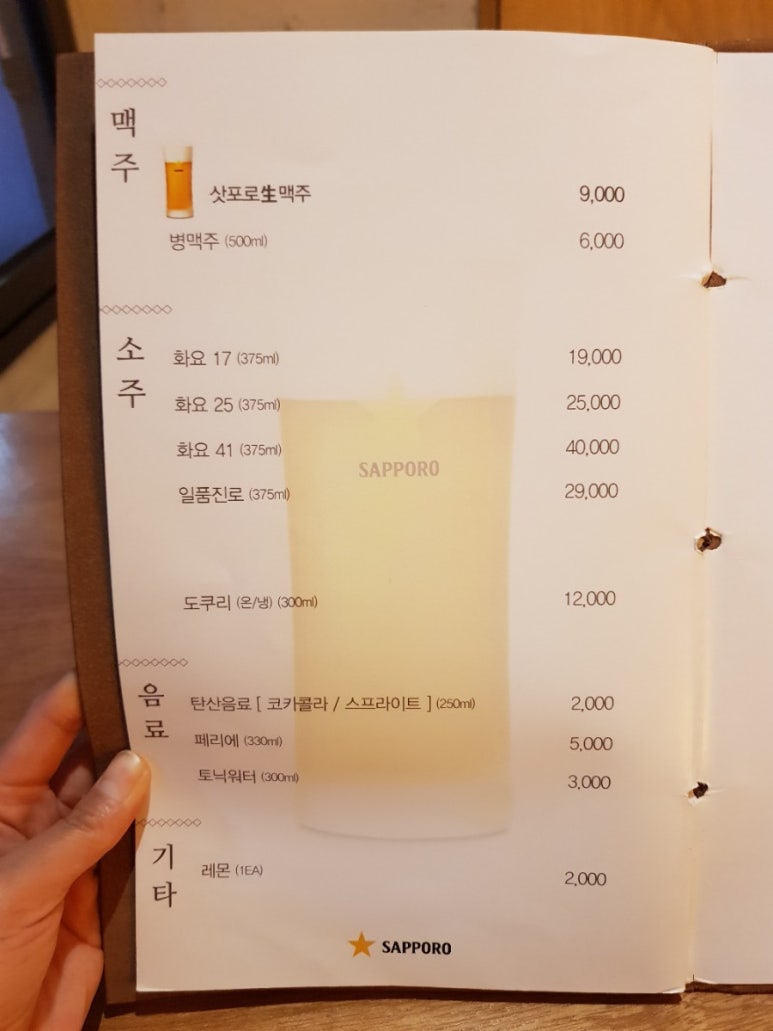 맥주
삿포로生맥주 9,000
병맥주 (500ml) 6,000
소주
화요 17 (375ml) 19,000
화요 25 (375ml) 25,000
화요 41 (375ml) 40,000
SAPPORO
일품진로 (375ml) 29,000
도쿠리 (온/냉) (300ml) 12,000
음료
탄산음료 [ 코카콜라 / 스프라이트 ] (250ml) 2,000
페리에 (330ml) 5,000
토닉워터 (300ml) 3,000
기타
레몬 (1EA) 2,000
SAPPORO